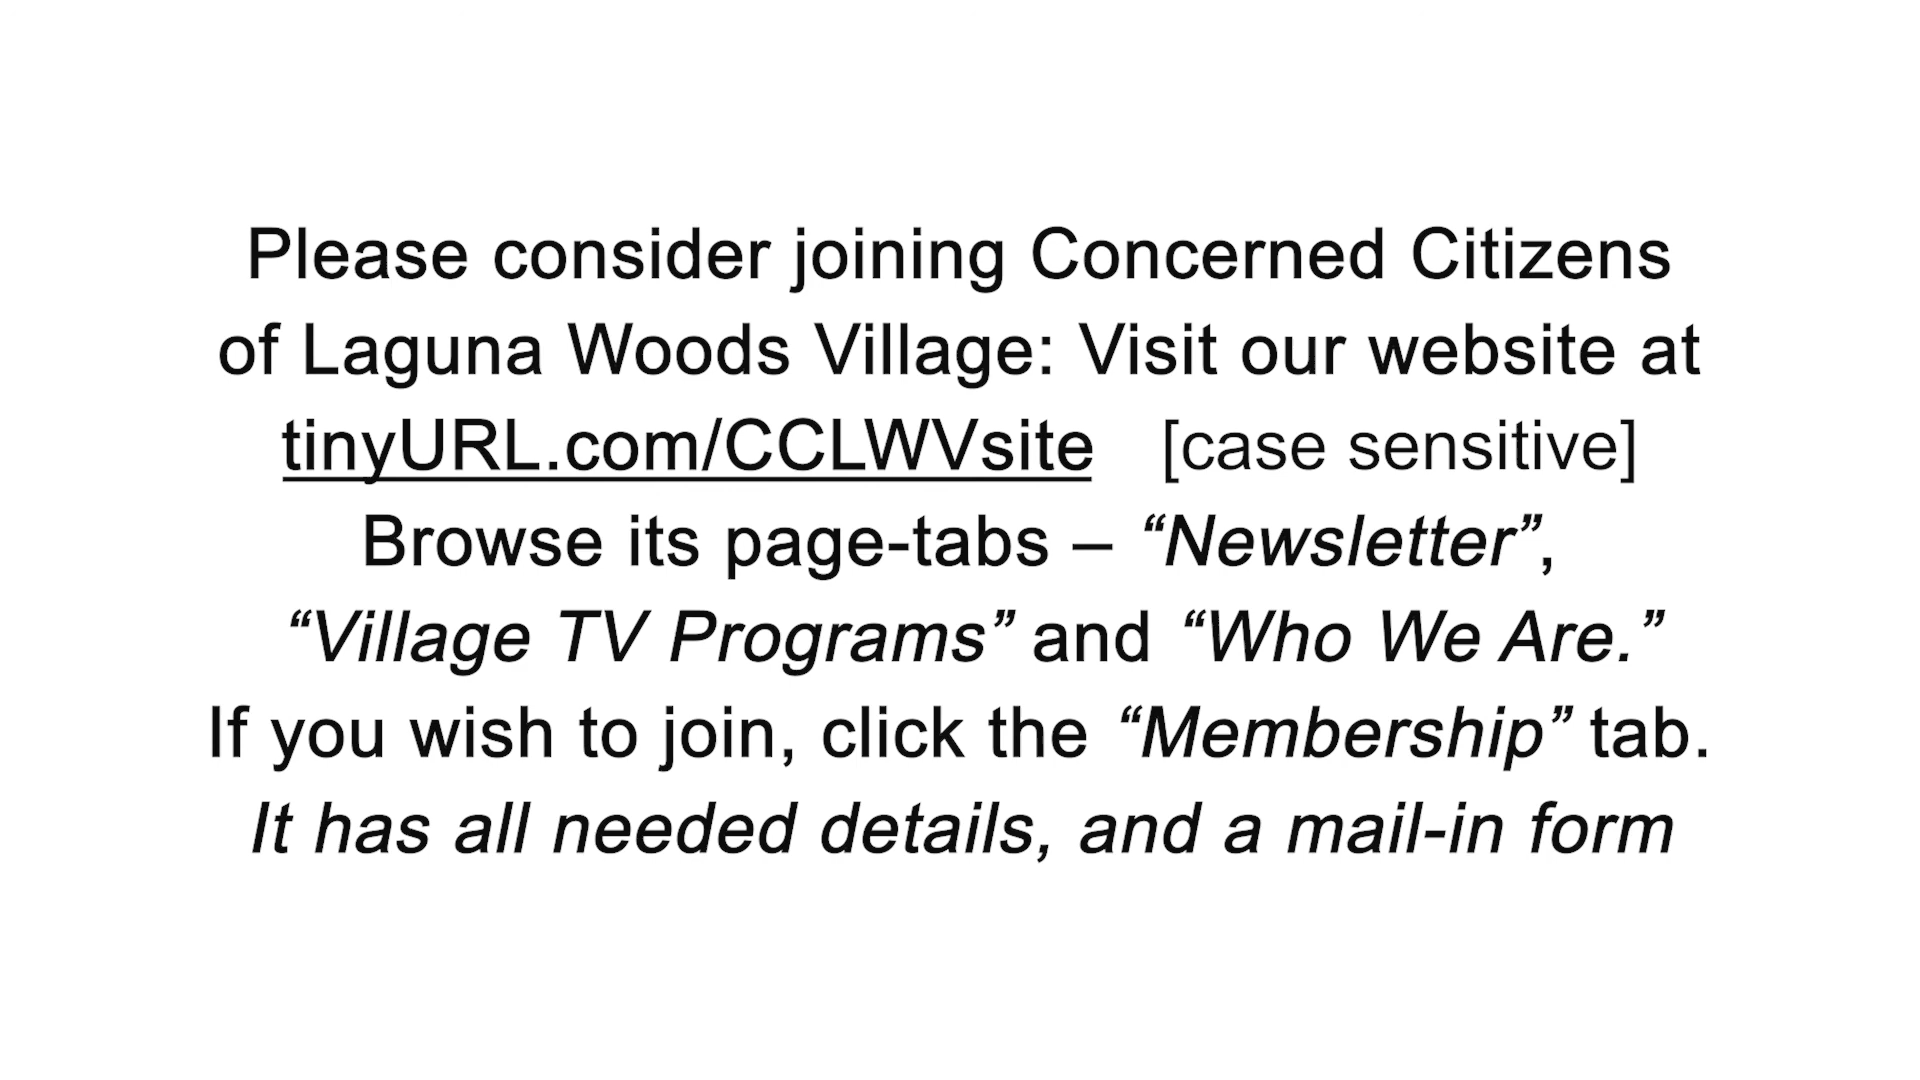 Please consider joining Concerned Citizens
of Laguna Woods Village: Visit our website at
tinyURL.com/CCLWVsite [case sensitive]
Browse its page-tabs – “Newsletter”,
“Village TV Programs” and “Who We Are.”
If you wish to join, click the “Membership” tab.
It has all needed details, and a mail-in form